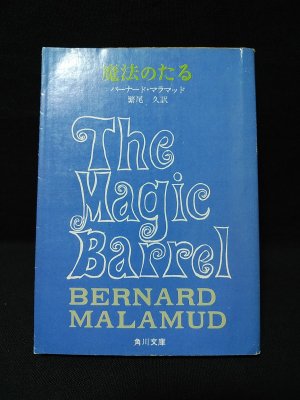 魔法のたる
バーナード・マラマッド
繁尾 久訳
The
Magic
Barrel
BERNARD
MALAMUD
角川文庫